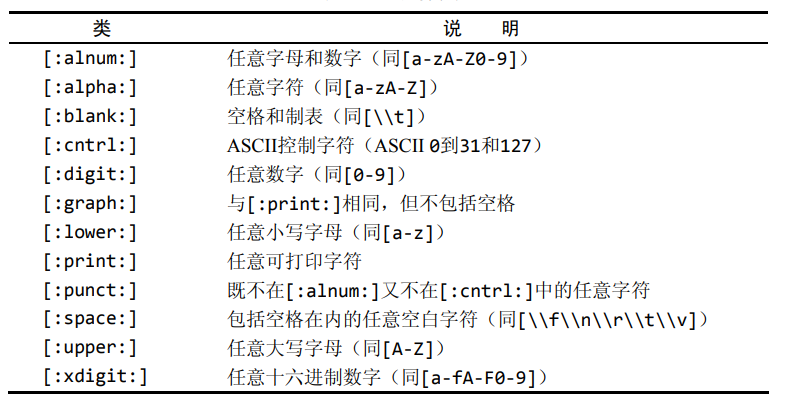 类 说 明
[:alnum:] 任意字母和数字（同[a-zA-Z0-9]）
[:alpha:] 任意字符（同[a-zA-Z]）
[:blank:] 空格和制表（同[\\t]）
[:cntrl:] ASCII控制字符（ASCII 0到31和127）
[:digit:] 任意数字（同[0-9]）
[:graph:] 与[:print:]相同，但不包括空格
[:lower:] 任意小写字母（同[a-z]）
[:print:] 任意可打印字符
[:punct:] 既不在[:alnum:]又不在[:cntrl:]中的任意字符
[:space:] 包括空格在内的任意空白字符（同[\\f\\n\\r\\t\\v]）
[:upper:] 任意大写字母（同[A-Z]）
[:xdigit:] 任意十六进制数字（同[a-fA-F0-9]）